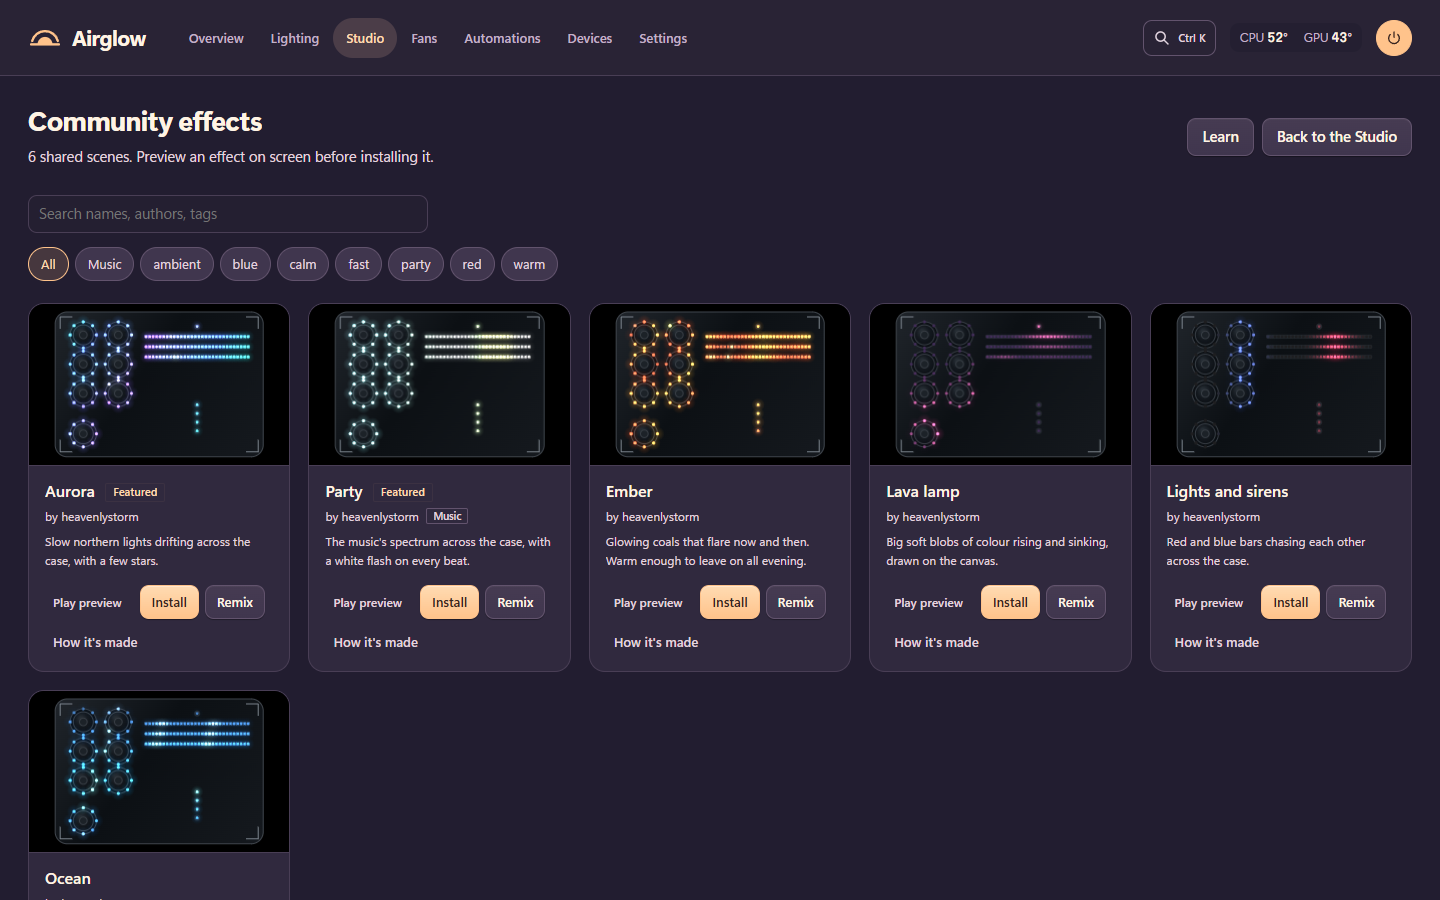 Airglow
Overview Lighting Studio Fans Automations Devices Settings
Ctrl K
CPU 52° GPU 43°
Community effects
6 shared scenes. Preview an effect on screen before installing it.
Learn Back to the Studio
Search names, authors, tags
All Music ambient blue calm fast party red warm
Aurora Featured
by heavenlystorm
Slow northern lights drifting across the
case, with a few stars.
Play preview Install Remix
How it's made
Party Featured
by heavenlystorm Music
The music's spectrum across the case, with
a white flash on every beat.
Play preview Install Remix
How it's made
Ember
by heavenlystorm
Glowing coals that flare now and then.
Warm enough to leave on all evening.
Play preview Install Remix
How it's made
Lava lamp
by heavenlystorm
Big soft blobs of colour rising and sinking,
drawn on the canvas.
Play preview Install Remix
How it's made
Lights and sirens
by heavenlystorm
Red and blue bars chasing each other
across the case.
Play preview Install Remix
How it's made
Ocean